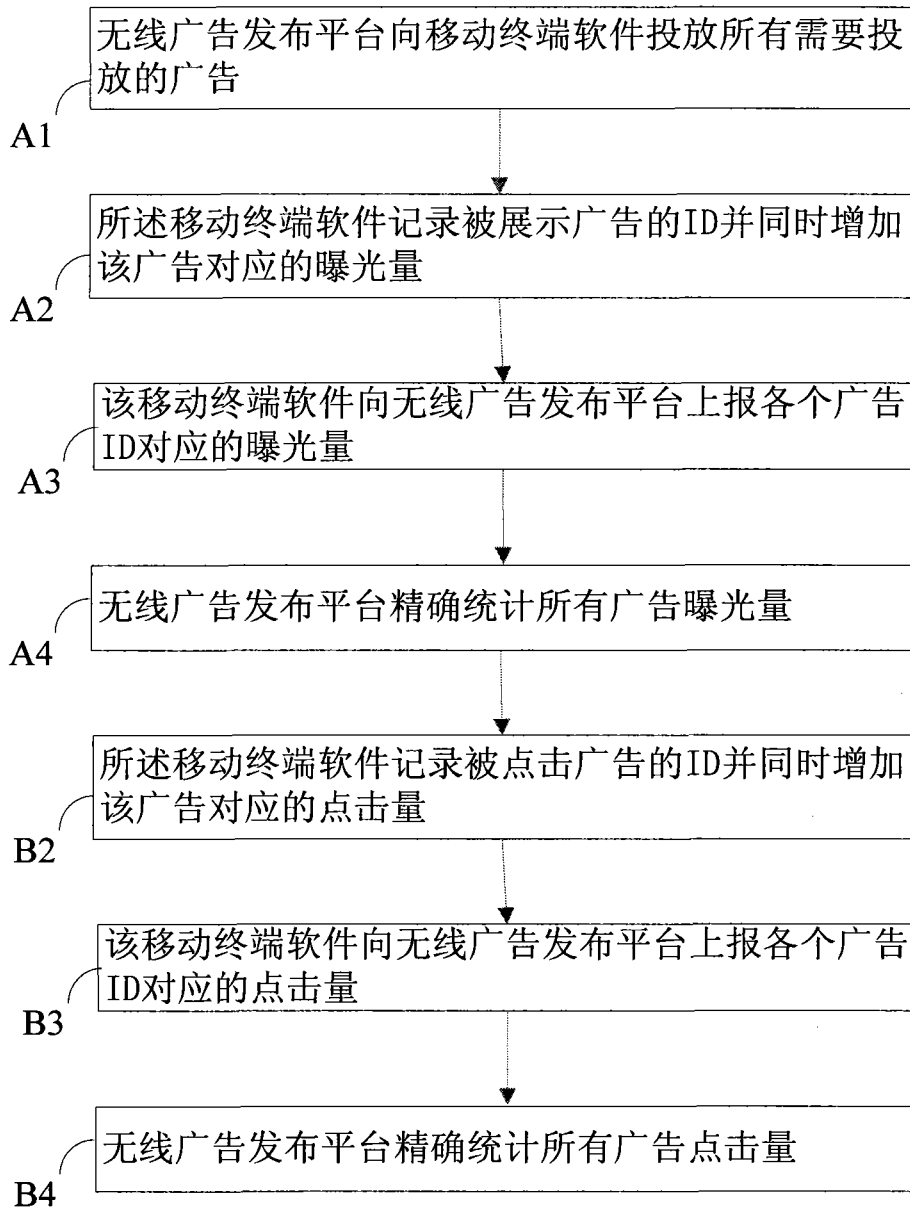 无线广告发布平台向移动终端软件投放所有需要投
放的广告
A1
所述移动终端软件记录被展示广告的ID并同时增加
该广告对应的曝光量
A2
该移动终端软件向无线广告发布平台上报各个广告
ID对应的曝光量
A3
无线广告发布平台精确统计所有广告曝光量
A4
所述移动终端软件记录被点击广告的ID并同时增加
该广告对应的点击量
B2
该移动终端软件向无线广告发布平台上报各个广告
ID对应的点击量
B3
无线广告发布平台精确统计所有广告点击量
B4